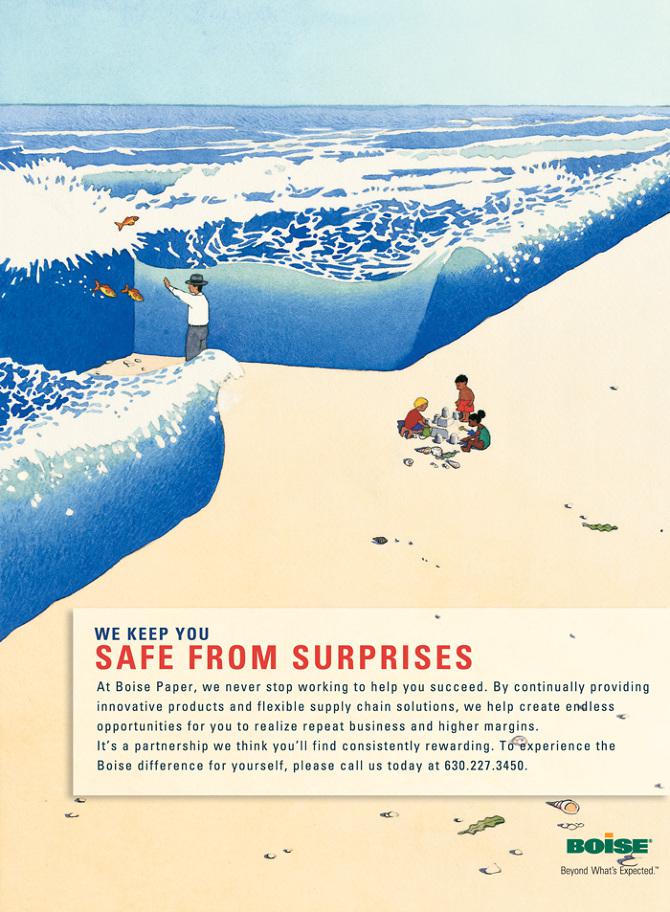 WE KEEP YOU
SAFE FROM SURPRISES
At Boise Paper, we never stop working to help you succeed. By continually providing
innovative products and flexible supply chain solutions, we help create endless
opportunities for you to realize repeat business and higher margins.
It's a partnership we think you'll find consistently rewarding. To experience the
Boise difference for yourself, please call us today at 630.227.3450.
BOISE®
Beyond What's Expected.™